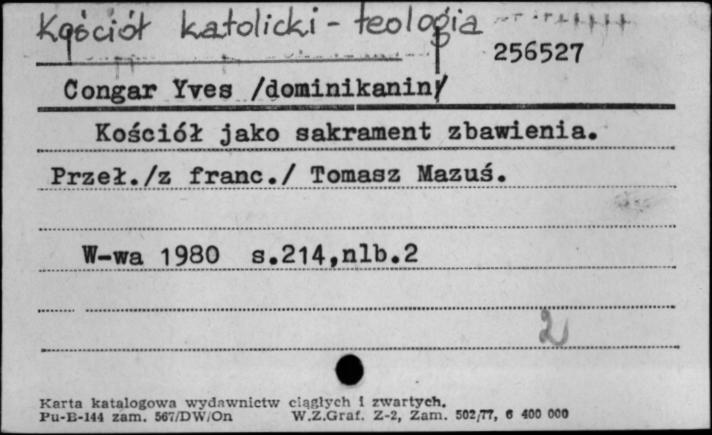 Kościół katolicki - teologia
256527
Congar Yves /dominikanin/
Kościół jako sakrament zbawienia.
Przeł./z franc./ Tomasz Mazuś.
W-wa 1980 s.214,nlb.2
2
Karta katalogowa wydawnictw ciągłych i zwartych.
Pu-B-144 zam. 567/DW/On W.Z.Graf. Z-2, Zam. 502/77, 6 400 000